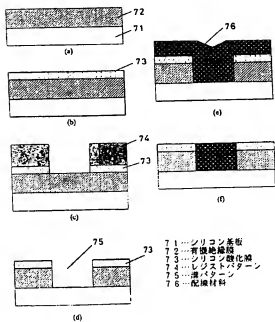 72
71
(a)
73
(b)
74
73
(c)
75
73
(d)
76
(e)
(f)
71…シリコン基板
72…有機絶縁膜
73…シリコン酸化膜
74…レジストパターン
75…溝パターン
76…配線材料